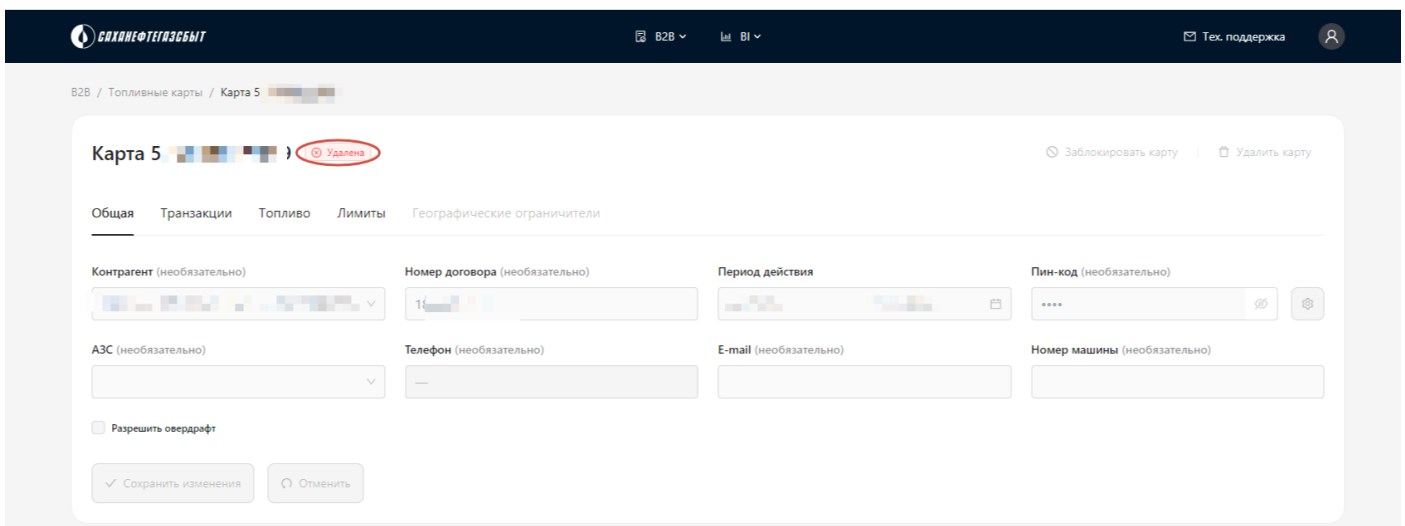 САХАНЕФТЕГАЗСБЫТ
B2B
BI
Тех. поддержка
B2B / Топливные карты / Карта 5
Карта 5 9 Удалена
Заблокировать карту
Удалить карту
Общая Транзакции Топливо Лимиты Географические ограничители
Контрагент (необязательно)
Номер договора (необязательно)
Период действия
Пин-код (необязательно)
18
••••
АЗС (необязательно)
Телефон (необязательно)
E-mail (необязательно)
Номер машины (необязательно)
—
Разрешить овердрафт
Сохранить изменения
Отменить